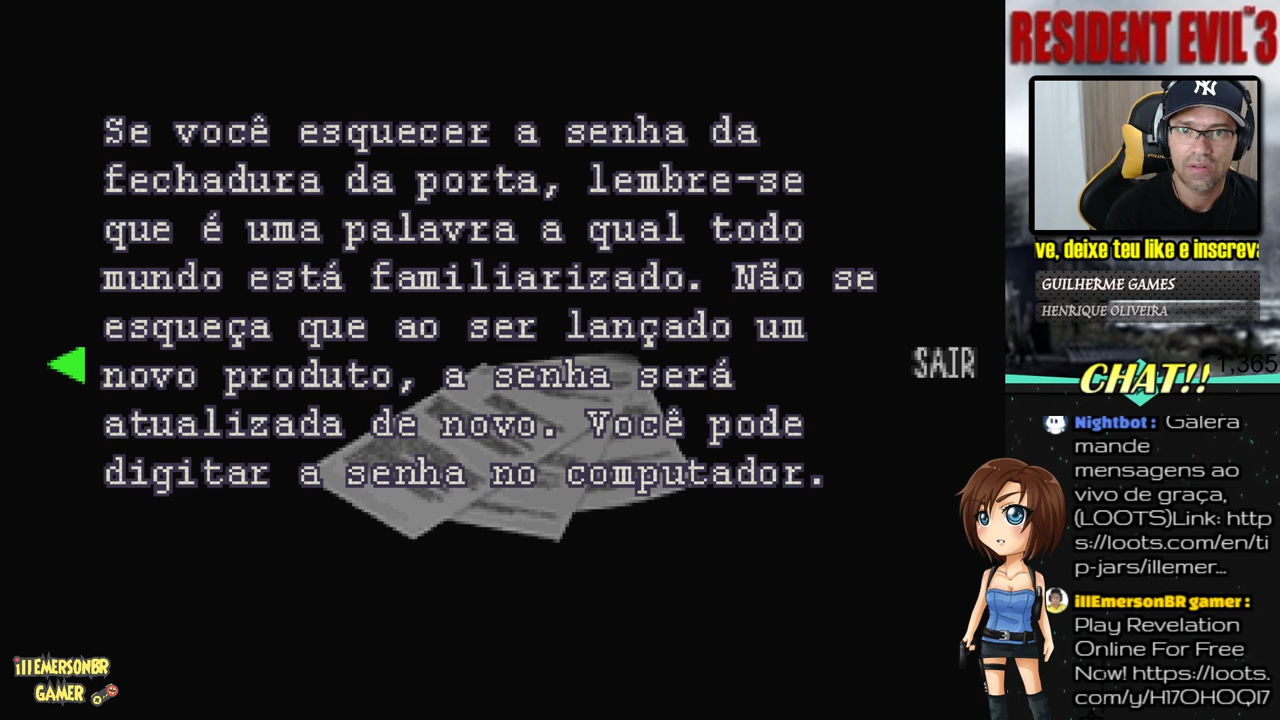 Se você esquecer a senha da
fechadura da porta, lembre-se
que é uma palavra a qual todo
mundo está familiarizado. Não se
esqueça que ao ser lançado um
novo produto, a senha será
atualizada de novo. Você pode
digitar a senha no computador.
SAIR
illEMERSONBR
GAMER
RESIDENT EVIL 3
NY
ve, deixe teu like e inscreva
GUILHERME GAMES
HENRIQUE OLIVEIRA
1,365
CHAT!!
Nightbot : Galera
mande
mensagens ao
vivo de graça,
(LOOTS)Link: http
s://loots.com/en/ti
p-jars/illemer...
illEmersonBR gamer :
Play Revelation
Online For Free
Now! https://loots.
com/y/H17OHOQI7